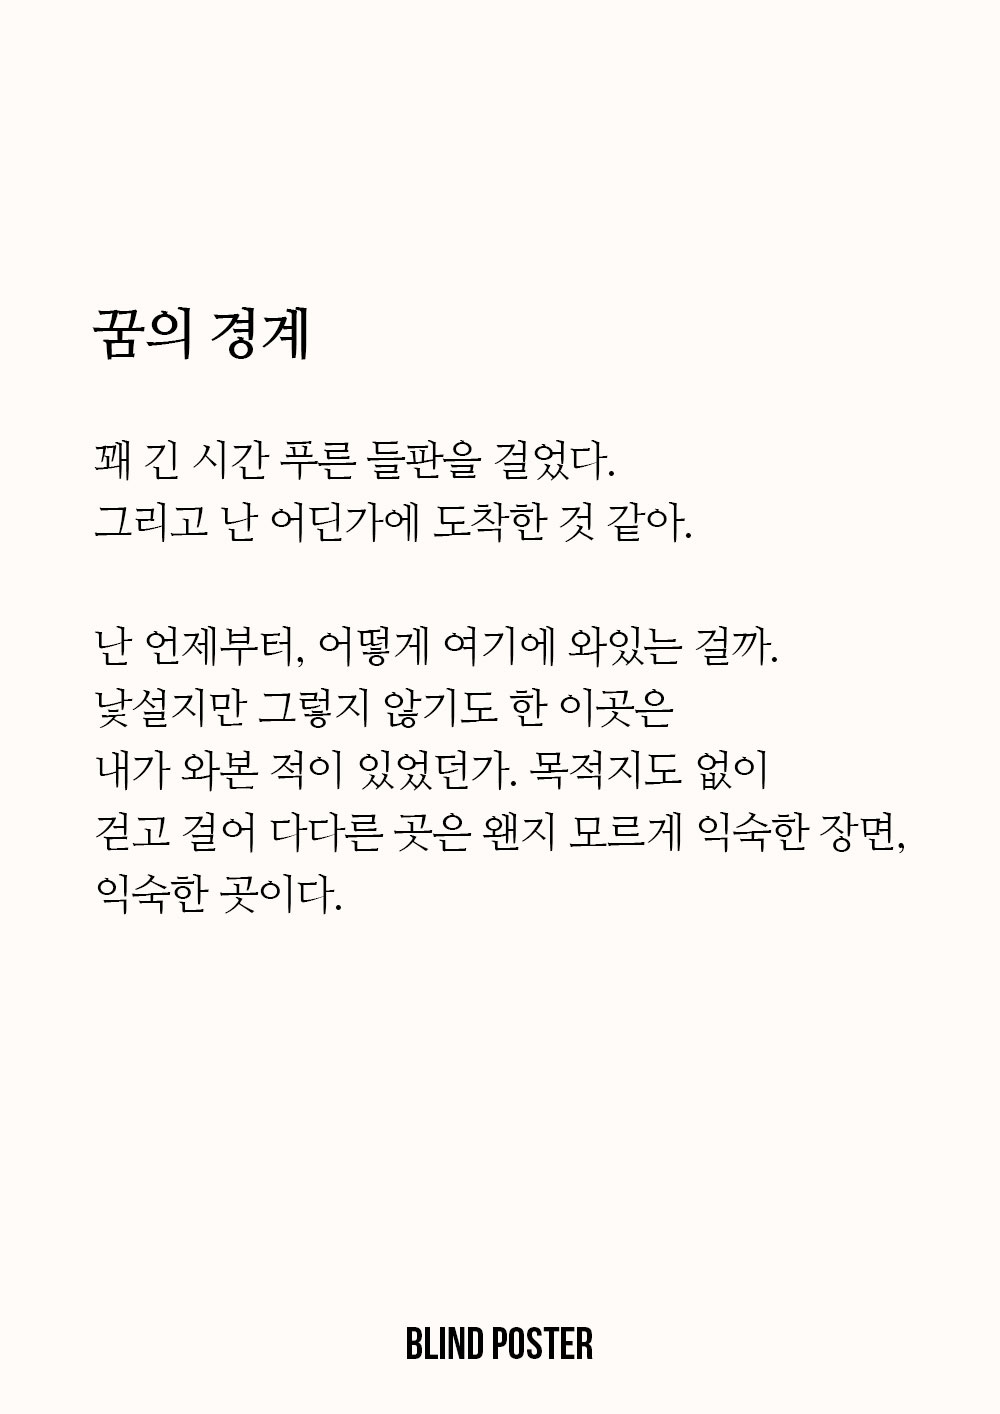 꿈의 경계
꽤 긴 시간 푸른 들판을 걸었다.
그리고 난 어딘가에 도착한 것 같아.
난 언제부터, 어떻게 여기에 와있는 걸까.
낯설지만 그렇지 않기도 한 이곳은
내가 와본 적이 있었던가. 목적지도 없이
걷고 걸어 다다른 곳은 왠지 모르게 익숙한 장면,
익숙한 곳이다.
BLIND POSTER